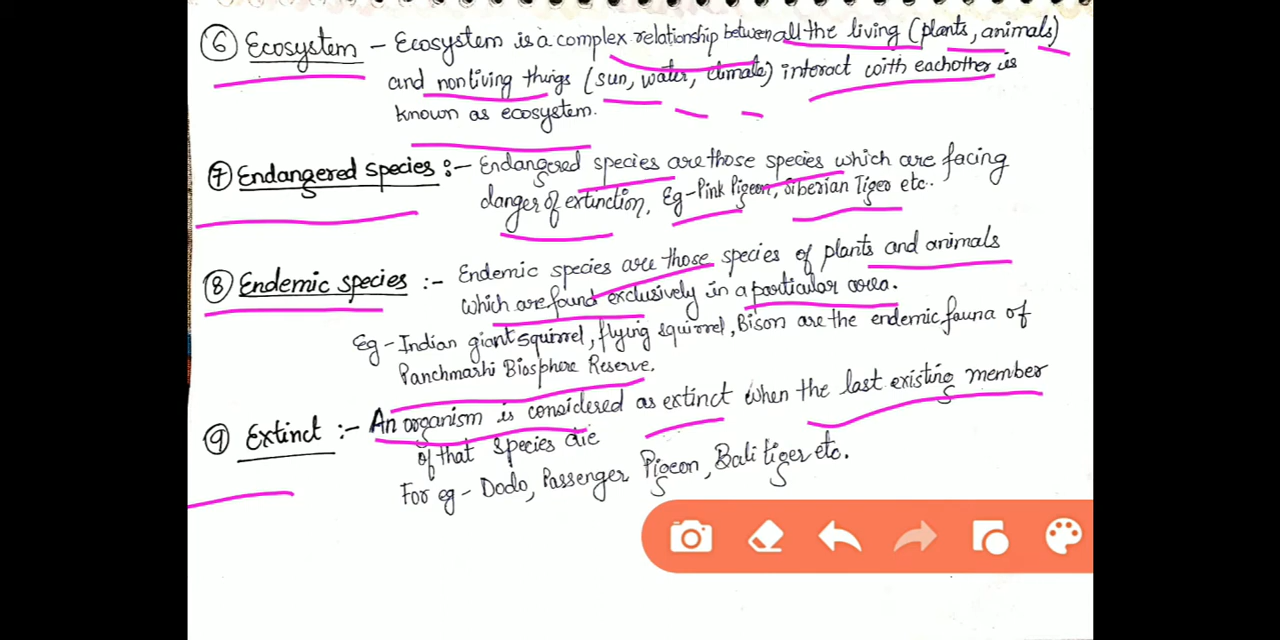 ⑥ Ecosystem – Ecosystem is a complex relationship between all the living (plants, animals)
and nonliving things (sun, water, climate) interact with eachother is
known as ecosystem.
⑦ Endangered species :– Endangered species are those species which are facing
danger of extinction, Eg – Pink Pigeon, Siberian Tiger etc..
⑧ Endemic species :– Endemic species are those species of plants and animals
which are found exclusively in a particular area.
Eg – Indian giant squirrel, flying squirrel, Bison are the endemic fauna of
Panchmarhi Biosphere Reserve.
⑨ Extinct :– An organism is considered as extinct when the last existing member
of that species die
For eg – Dodo, Passenger Pigeon, Bali tiger etc.